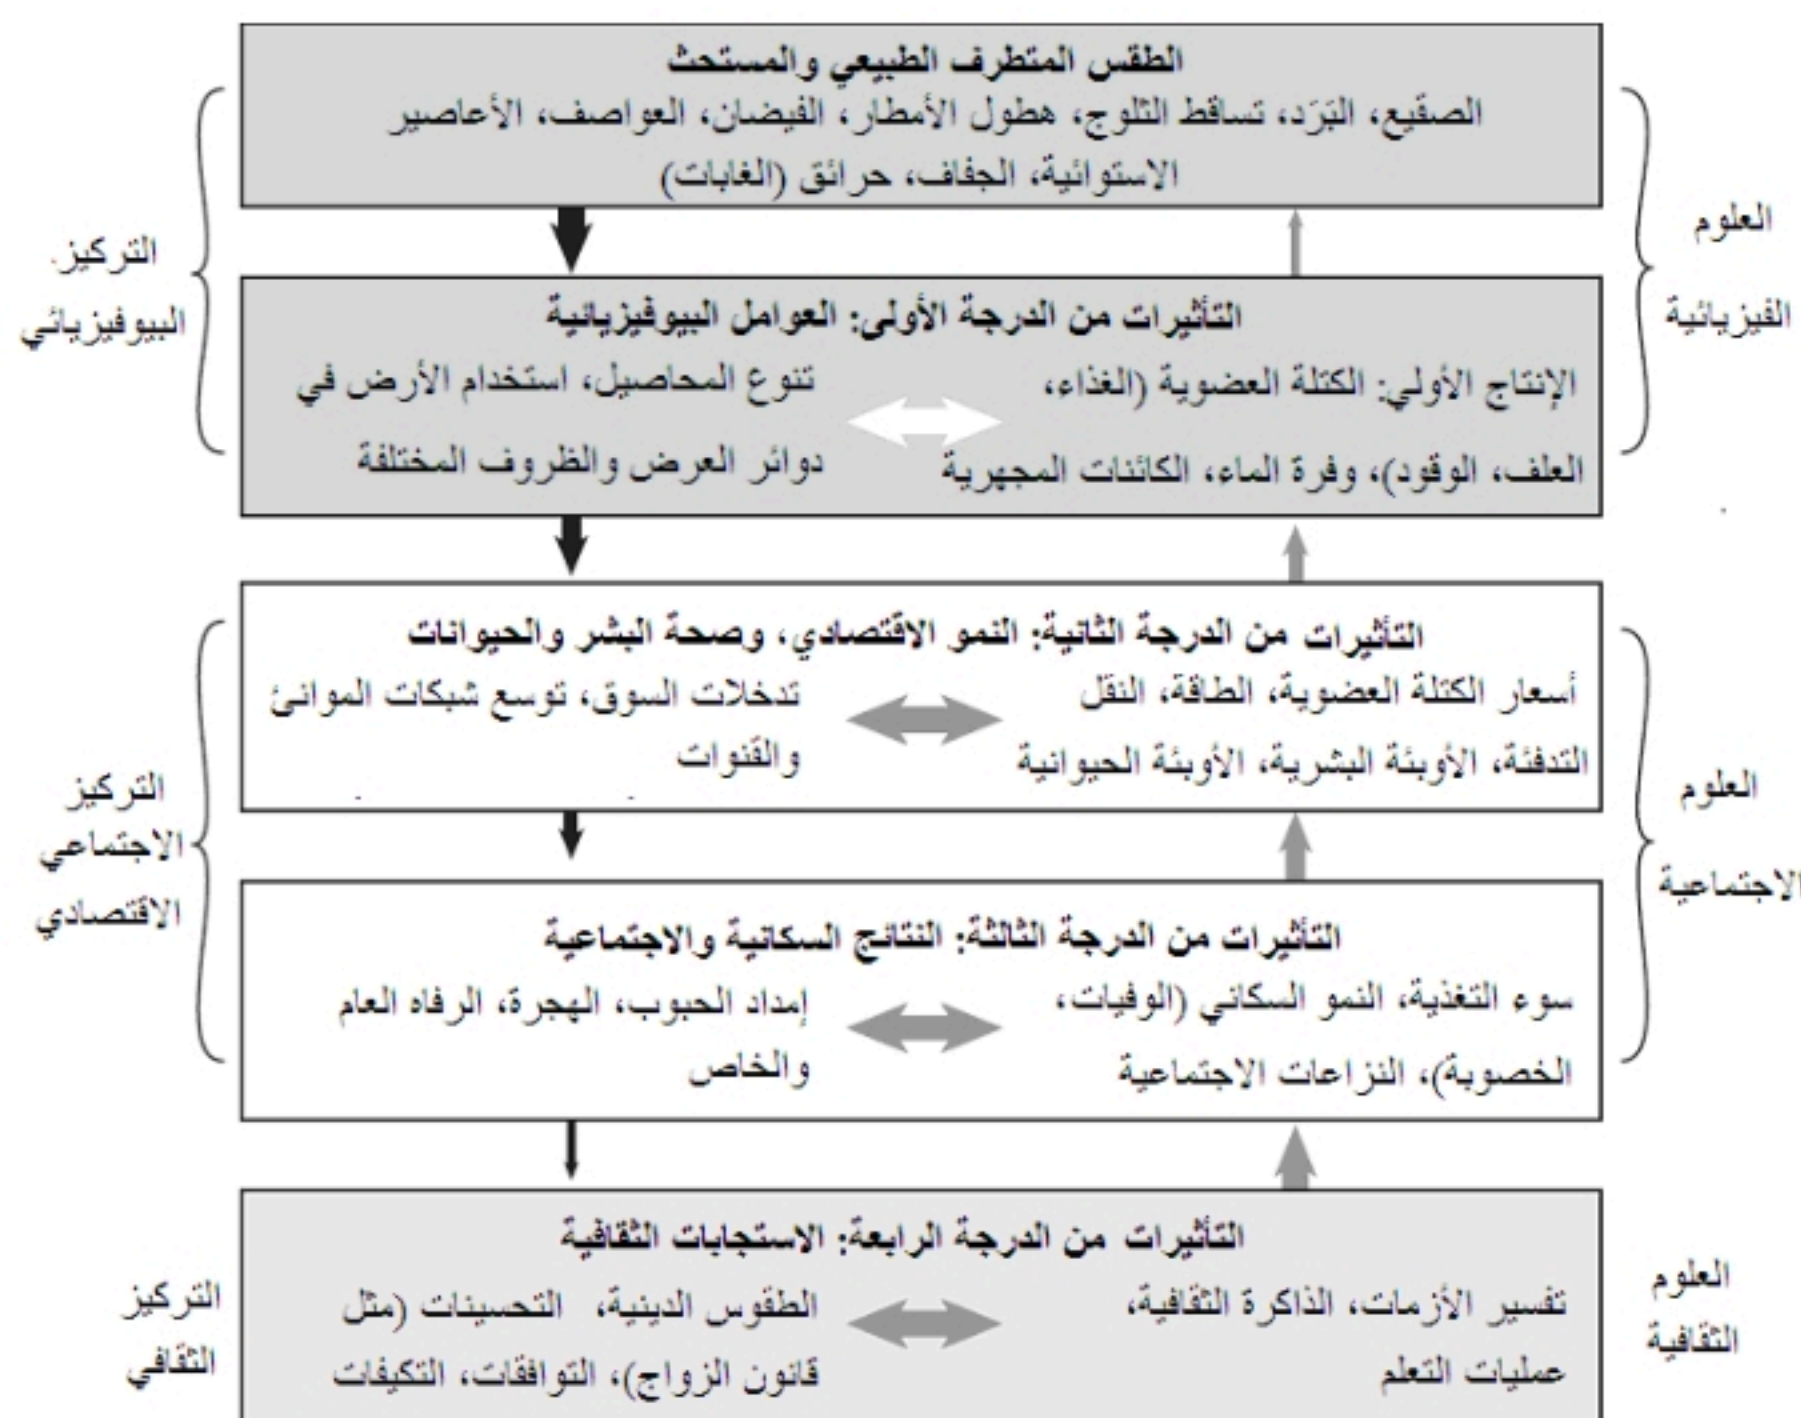 الطقس المتطرف الطبيعي والمستحث
الصقيع، البَرَد، تساقط الثلوج، هطول الأمطار، الفيضان، العواصف، الأعاصير
الاستوائية، الجفاف، حرائق (الغابات)
العلوم
الفيزيائية
التركيز
البيوفيزيائي
التأثيرات من الدرجة الأولى: العوامل البيوفيزيائية
الإنتاج الأولي: الكتلة العضوية (الغذاء،
العلف، الوقود)، وفرة الماء، الكائنات المجهرية
تنوع المحاصيل، استخدام الأرض في
دوائر العرض والظروف المختلفة
التأثيرات من الدرجة الثانية: النمو الاقتصادي، وصحة البشر والحيوانات
أسعار الكتلة العضوية، الطاقة، النقل
التدفئة، الأوبئة البشرية، الأوبئة الحيوانية
تدخلات السوق، توسع شبكات الموانئ
والقنوات
العلوم
الاجتماعية
التركيز
الاجتماعي
الاقتصادي
التأثيرات من الدرجة الثالثة: النتائج السكانية والاجتماعية
سوء التغذية، النمو السكاني (الوفيات،
الخصوبة)، النزاعات الاجتماعية
إمداد الحبوب، الهجرة، الرفاه العام
والخاص
التأثيرات من الدرجة الرابعة: الاستجابات الثقافية
تفسير الأزمات، الذاكرة الثقافية،
عمليات التعلم
الطقوس الدينية، التحسينات (مثل
قانون الزواج)، التوافقات، التكيفات
العلوم
الثقافية
التركيز
الثقافي